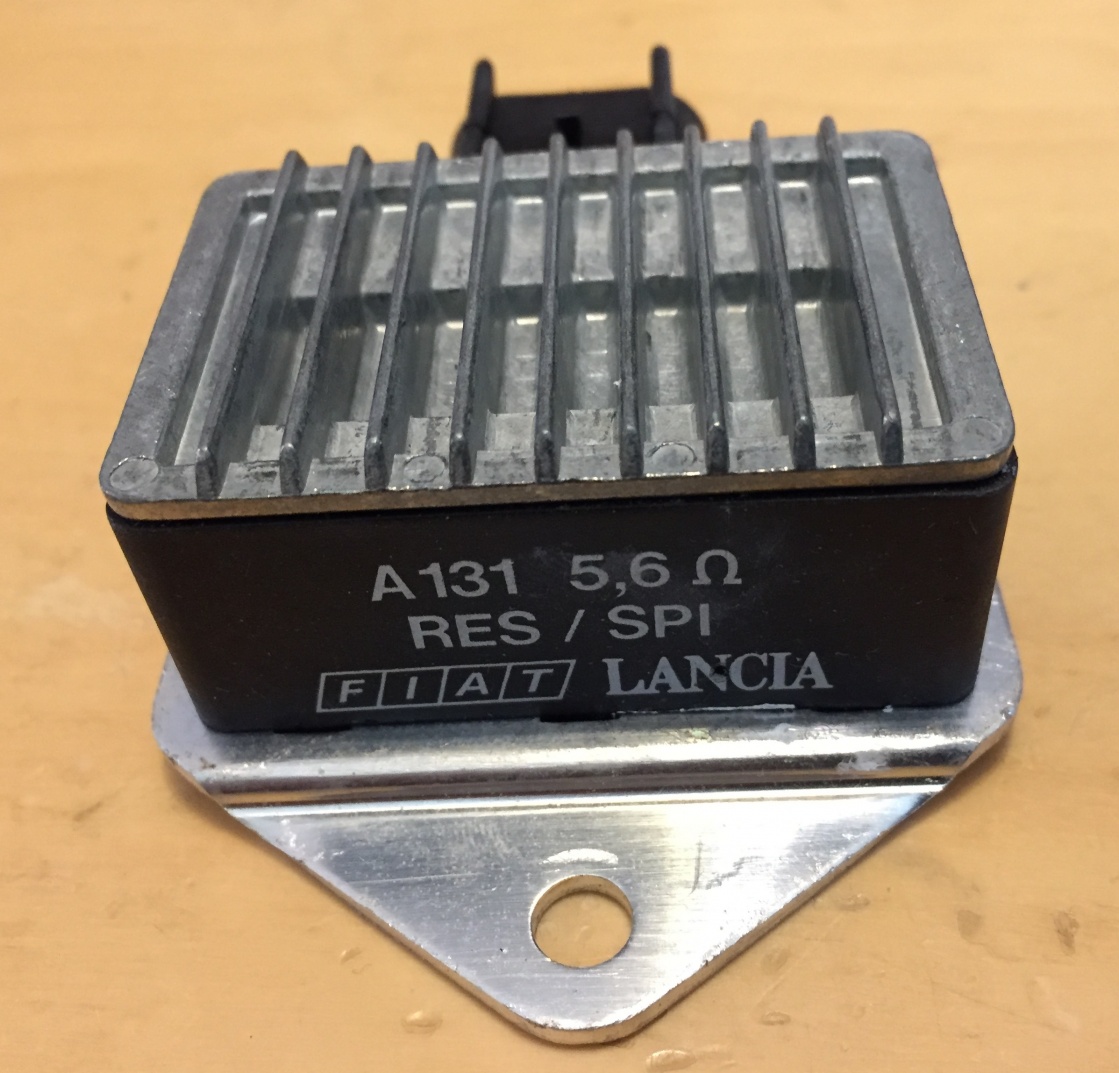 A131 5,6 Ω
RES / SPI
FIAT LANCIA